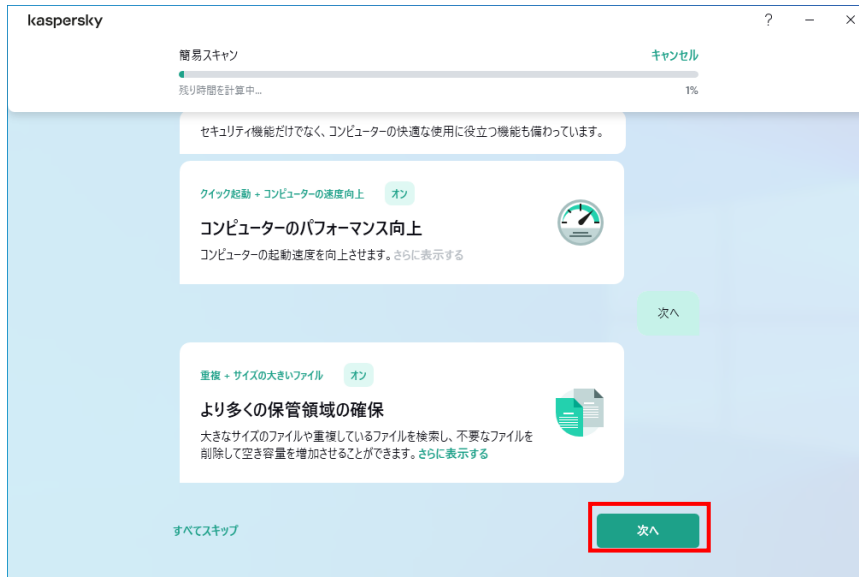 kaspersky
?
簡易スキャン
キャンセル
残り時間を計算中...
1%
セキュリティ機能だけでなく、コンピューターの快適な使用に役立つ機能も備わっています。
クイック起動 + コンピューターの速度向上 オン
コンピューターのパフォーマンス向上
コンピューターの起動速度を向上させます。さらに表示する
次へ
重複 + サイズの大きいファイル オン
より多くの保管領域の確保
大きなサイズのファイルや重複しているファイルを検索し、不要なファイルを
削除して空き容量を増加させることができます。さらに表示する
すべてスキップ
次へ